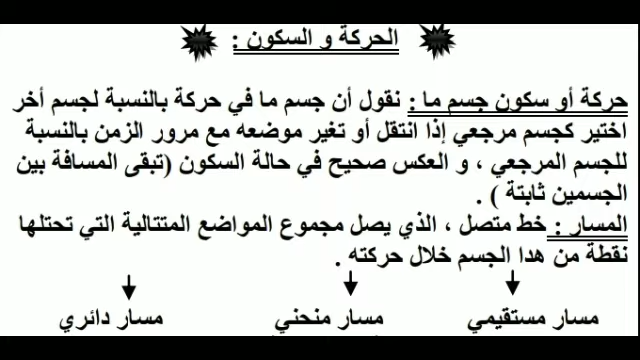 الحركة و السكون :
حركة أو سكون جسم ما : نقول أن جسم ما في حركة بالنسبة لجسم أخر
اختير كجسم مرجعي إذا انتقل أو تغير موضعه مع مرور الزمن بالنسبة
للجسم المرجعي ، و العكس صحيح في حالة السكون (تبقى المسافة بين
الجسمين ثابتة ) .
المسار : خط متصل ، الذي يصل مجموع المواضع المتتالية التي تحتلها
نقطة من هدا الجسم خلال حركته .
مسار مستقيمي مسار منحني مسار دائري